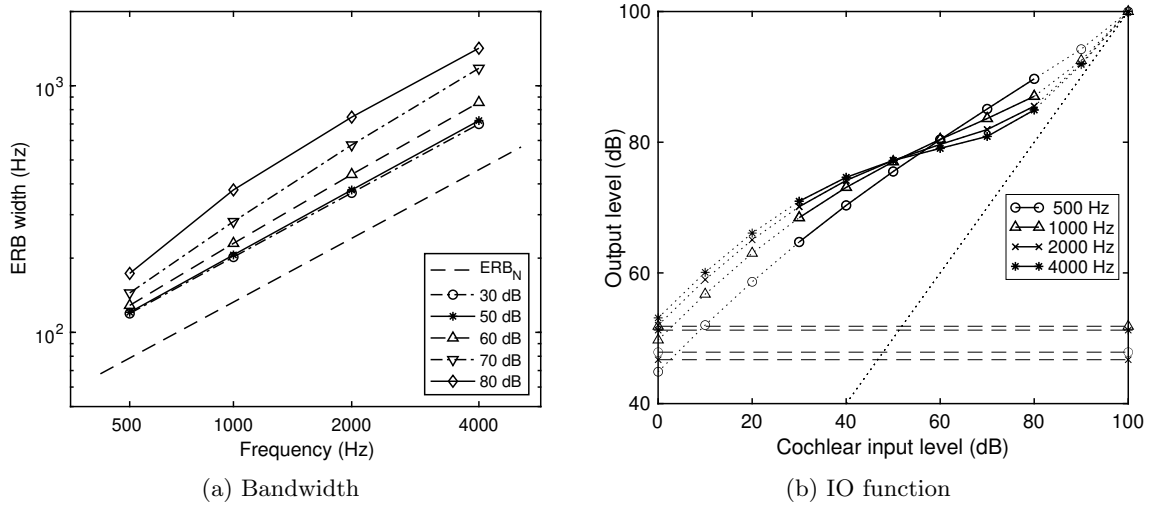 ERB width (Hz)
10^3
10^2
500
1000
2000
4000
Frequency (Hz)
ERB_N
30 dB
50 dB
60 dB
70 dB
80 dB
(a) Bandwidth
Output level (dB)
100
80
60
40
0
20
40
60
80
100
Cochlear input level (dB)
500 Hz
1000 Hz
2000 Hz
4000 Hz
(b) IO function